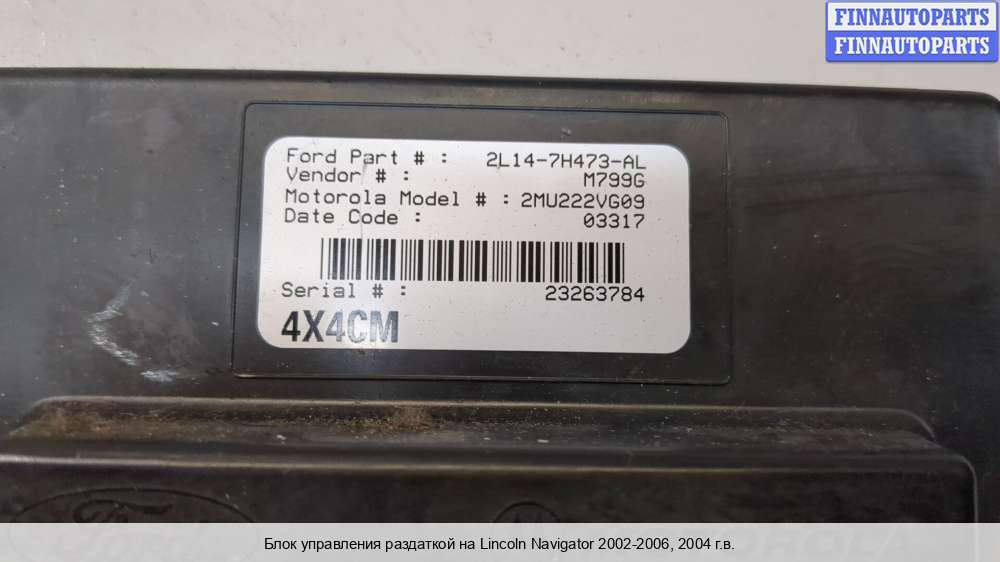 FINNAUTOPARTS
FINNAUTOPARTS
Ford Part # : 2L14-7H473-AL
Vendor # : M799G
Motorola Model # : 2MU222VG09
Date Code : 03317
Serial # : 23263784
4X4CM
Ford
Блок управления раздаткой на Lincoln Navigator 2002-2006, 2004 г.в.